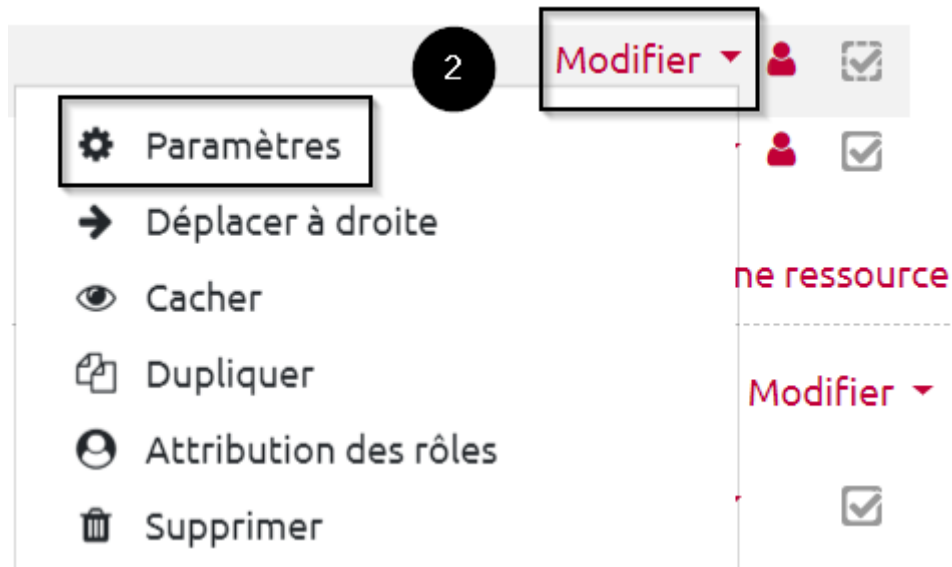 2
Modifier
Paramètres
Déplacer à droite
Cacher
ne ressource
Dupliquer
Modifier
Attribution des rôles
Supprimer